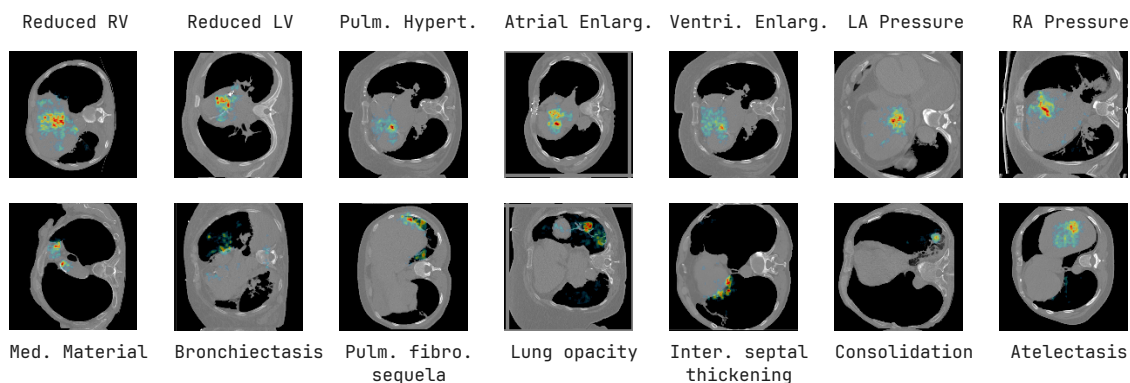 Reduced RV
Reduced LV
Pulm. Hypert.
Atrial Enlarg.
Ventri. Enlarg.
LA Pressure
RA Pressure
Med. Material
Bronchiectasis
Pulm. fibro.
sequela
Lung opacity
Inter. septal
thickening
Consolidation
Atelectasis